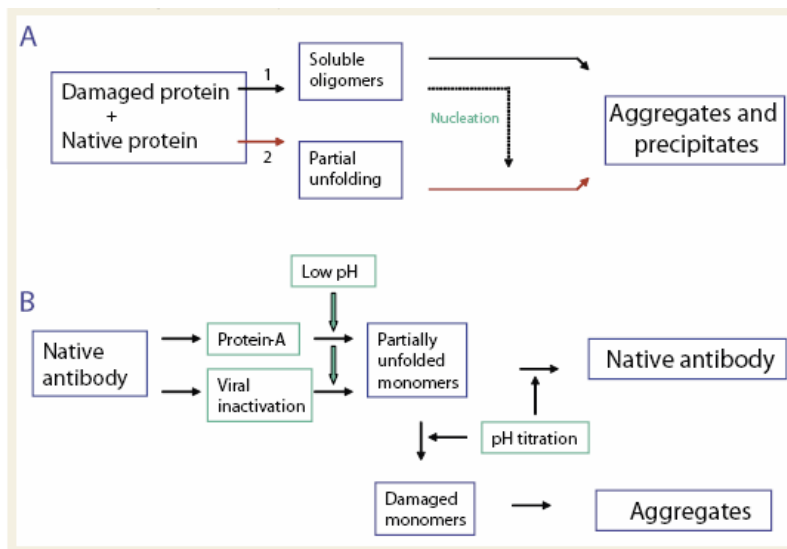 A
Damaged protein
+
Native protein
1
2
Soluble
oligomers
Partial
unfolding
Nucleation
Aggregates and
precipitates
B
Low pH
Native
antibody
Protein-A
Viral
inactivation
Partially
unfolded
monomers
Native antibody
pH titration
Damaged
monomers
Aggregates